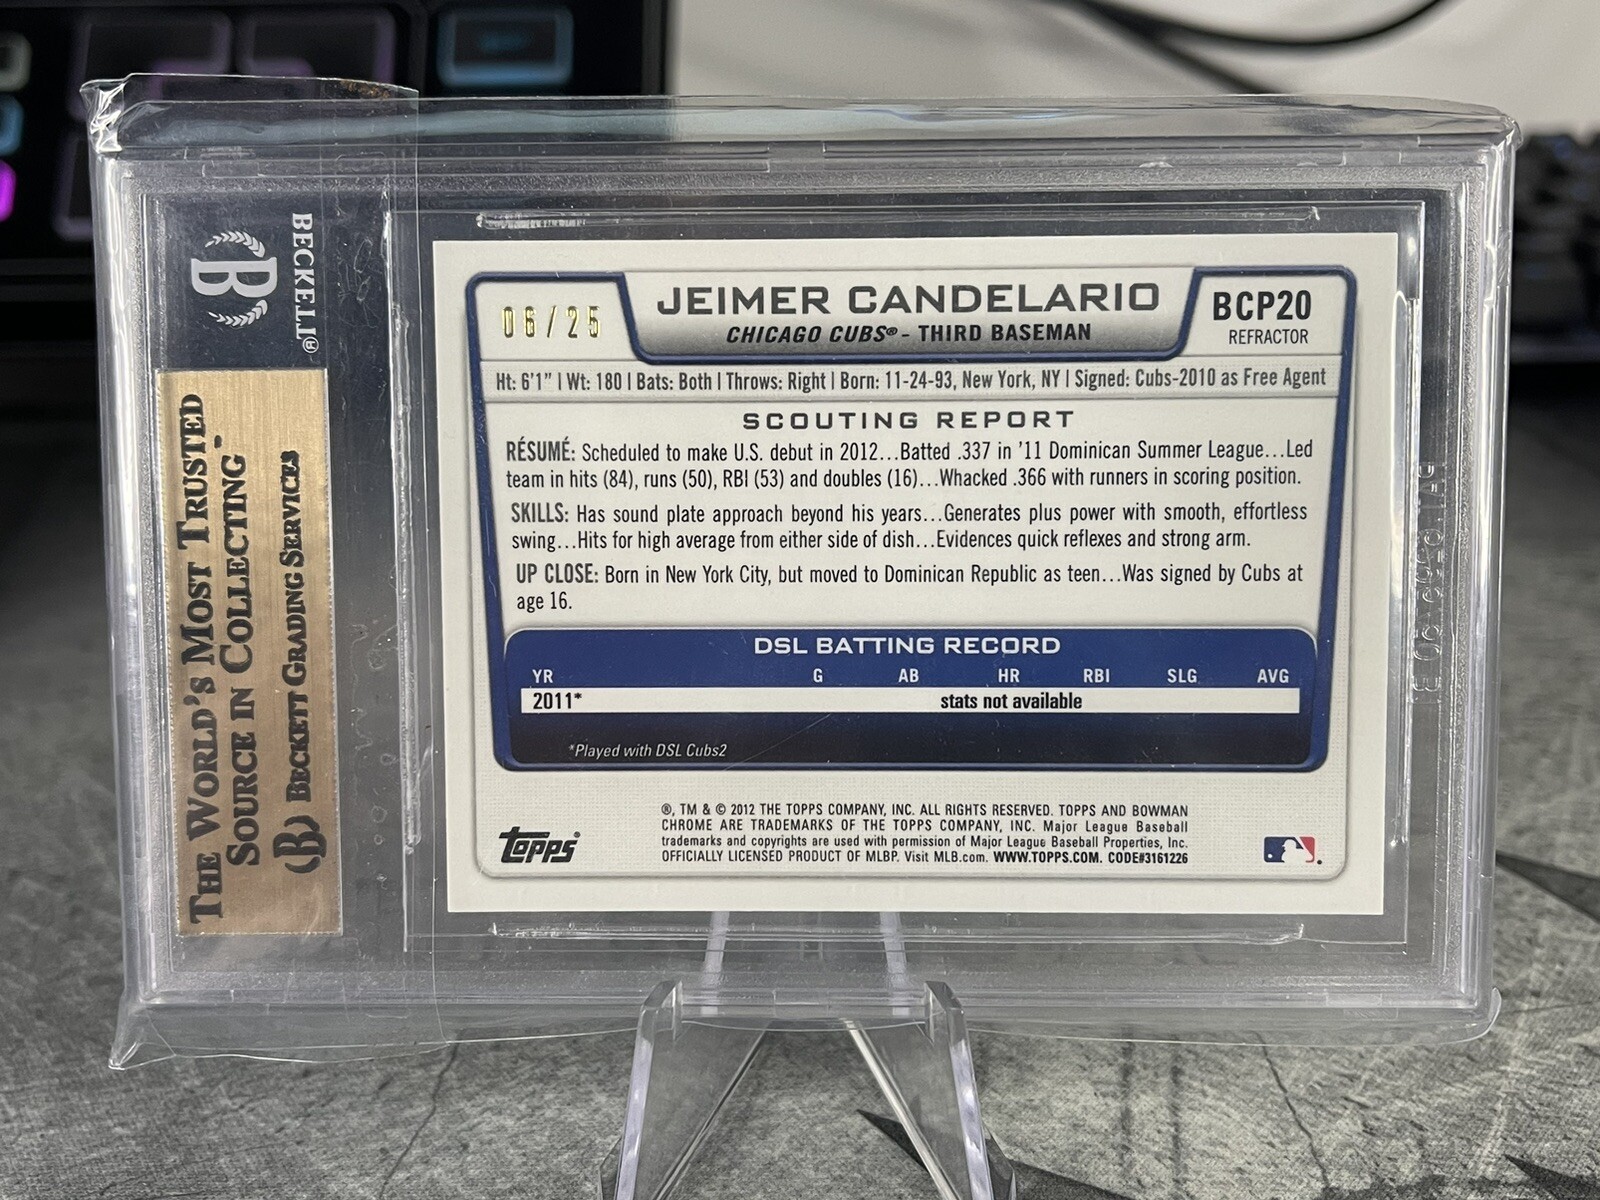 BECKETT®
B
THE WORLD'S MOST TRUSTED
SOURCE IN COLLECTING™
B BECKETT GRADING SERVICES
06/25
JEIMER CANDELARIO
CHICAGO CUBS® - THIRD BASEMAN
BCP20
REFRACTOR
Ht: 6'1" | Wt: 180 | Bats: Both | Throws: Right | Born: 11-24-93, New York, NY | Signed: Cubs-2010 as Free Agent
SCOUTING REPORT
RÉSUMÉ: Scheduled to make U.S. debut in 2012...Batted .337 in '11 Dominican Summer League...Led
team in hits (84), runs (50), RBI (53) and doubles (16)...Whacked .366 with runners in scoring position.
SKILLS: Has sound plate approach beyond his years...Generates plus power with smooth, effortless
swing...Hits for high average from either side of dish...Evidences quick reflexes and strong arm.
UP CLOSE: Born in New York City, but moved to Dominican Republic as teen...Was signed by Cubs at
age 16.
DSL BATTING RECORD
YR G AB HR RBI SLG AVG
2011* stats not available
*Played with DSL Cubs2
Topps®
®, TM & © 2012 THE TOPPS COMPANY, INC. ALL RIGHTS RESERVED. TOPPS AND BOWMAN
CHROME ARE TRADEMARKS OF THE TOPPS COMPANY, INC. Major League Baseball
trademarks and copyrights are used with permission of Major League Baseball Properties, Inc.
OFFICIALLY LICENSED PRODUCT OF MLBP. Visit MLB.com. WWW.TOPPS.COM. CODE#3161226